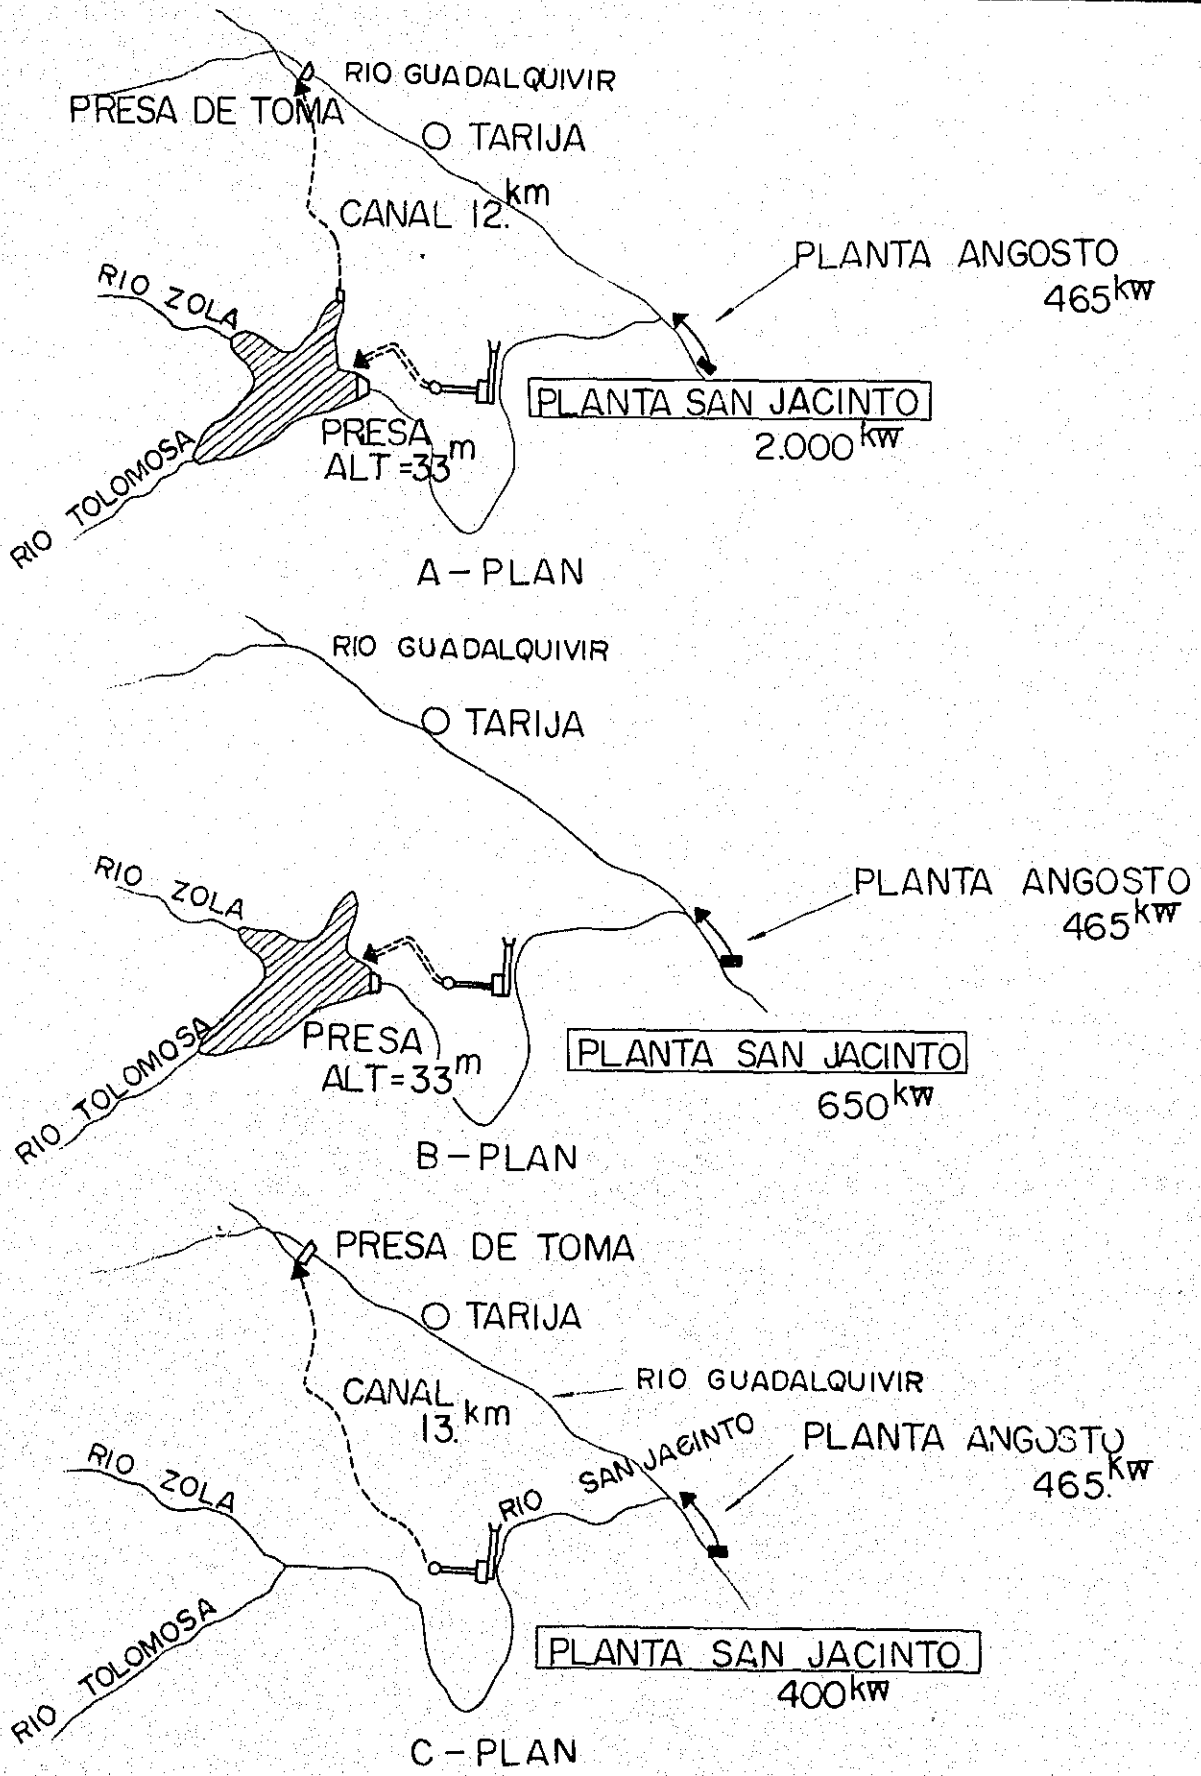 RIO GUADALQUIVIR
PRESA DE TOMA
TARIJA
CANAL 12.km
PLANTA ANGOSTO
465kw
RIO ZOLA
PLANTA SAN JACINTO
2.000kw
PRESA
ALT=33m
RIO TOLOMOSA
A-PLAN
RIO GUADALQUIVIR
TARIJA
RIO ZOLA
PLANTA ANGOSTO
465kw
PRESA
ALT=33m
PLANTA SAN JACINTO
650kw
RIO TOLOMOSA
B-PLAN
PRESA DE TOMA
TARIJA
RIO GUADALQUIVIR
CANAL
13.km
RIO SAN JACINTO
PLANTA ANGOSTO
465.kw
RIO ZOLA
RIO TOLOMOSA
PLANTA SAN JACINTO
400kw
C-PLAN